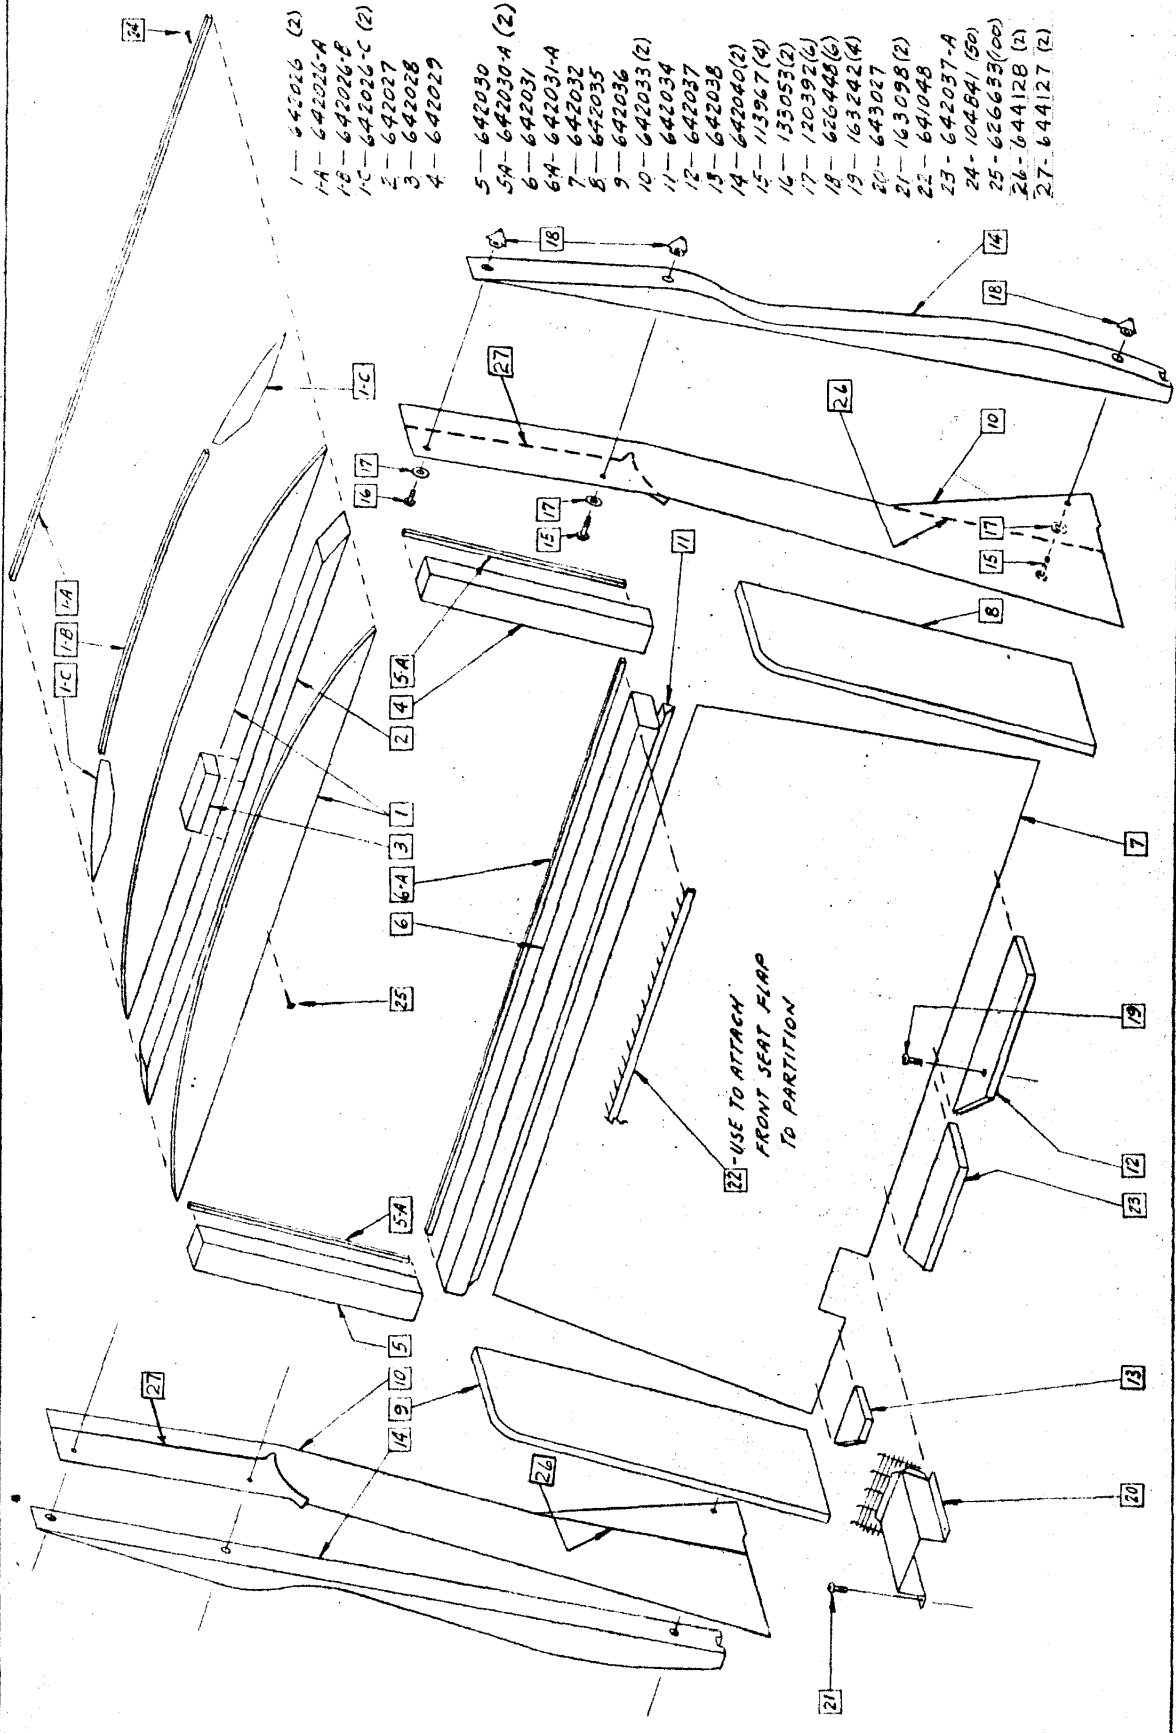 1 — 642026 (2)
1-A — 642026-A
1-B — 642026-B
1-C — 642026-C (2)
2 — 642027
3 — 642028
4 — 642029
5 — 642030
5-A — 642030-A (2)
6 — 642031
6-A — 642031-A
7 — 642032
8 — 642035
9 — 642036
10 — 642033 (2)
11 — 642034
12 — 642037
13 — 642038
14 — 642040 (2)
15 — 113967 (4)
16 — 133053 (2)
17 — 120392 (6)
18 — 626448 (6)
19 — 163242 (4)
20 — 643027
21 — 163098 (2)
22 — 641048
23 — 642037-A
24 - 104841 (50)
25 - 626633 (00)
26 - 644128 (2)
27 - 644127 (2)
24
1-C
1-B
1-A
1-C
17
16
27
18
14
18
26
10
15
17
17
15
11
8
5-A
4
2
1
3
6-A
6
25
7
22 - USE TO ATTACH
FRONT SEAT FLAP
TO PARTITION
19
12
23
5-A
5
10
9
14
27
26
13
20
21